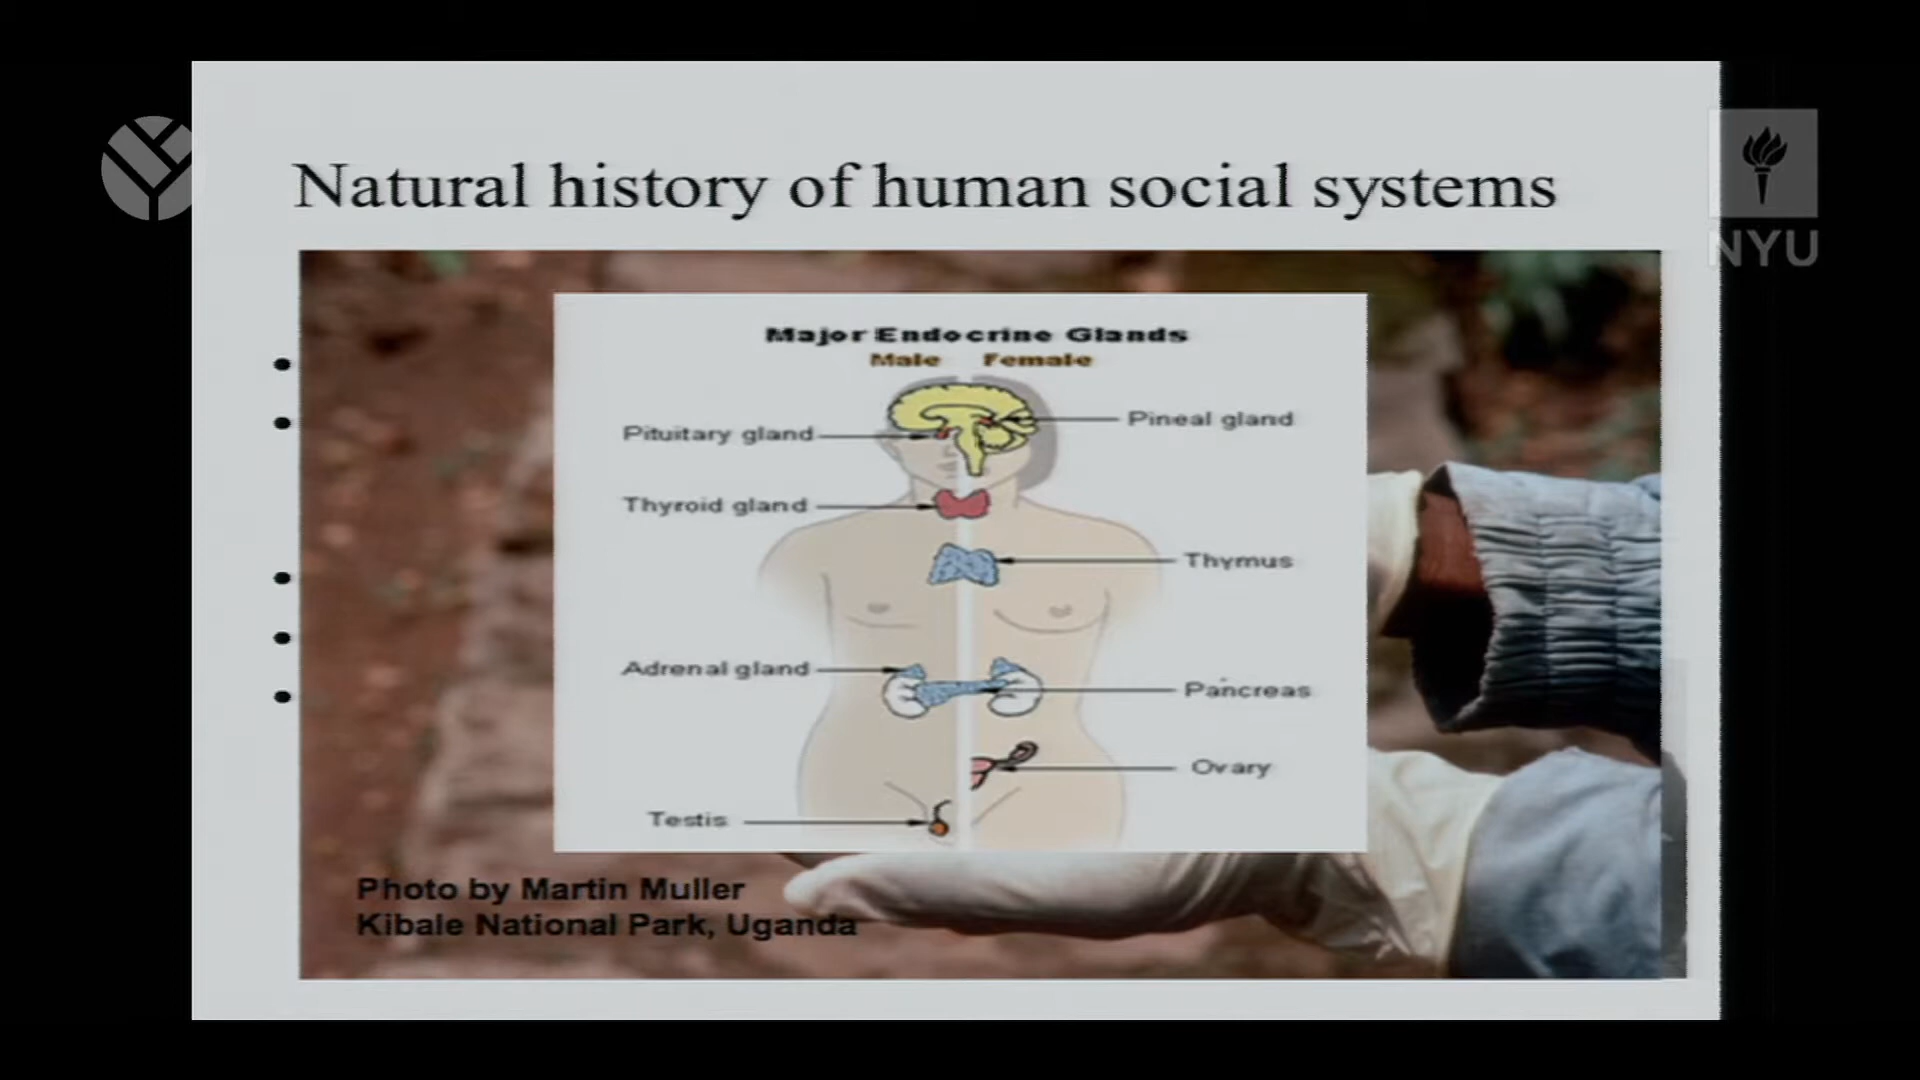 Natural history of human social systems
NYU
Major Endocrine Glands
Male Female
Pineal gland
Pituitary gland
Thyroid gland
Thymus
Adrenal gland
Pancreas
Ovary
Testis
Photo by Martin Muller
Kibale National Park, Uganda